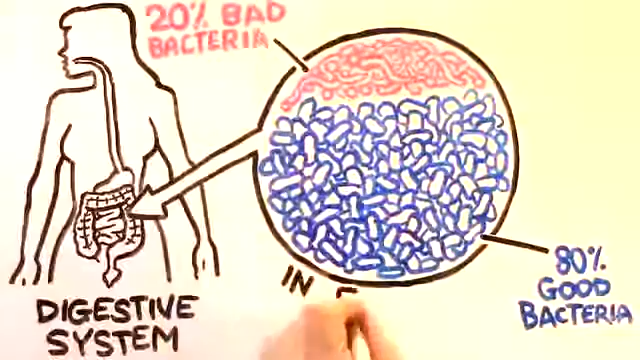 20% BAD
BACTERIA
80%
GOOD
BACTERIA
IN
DIGESTIVE
SYSTEM